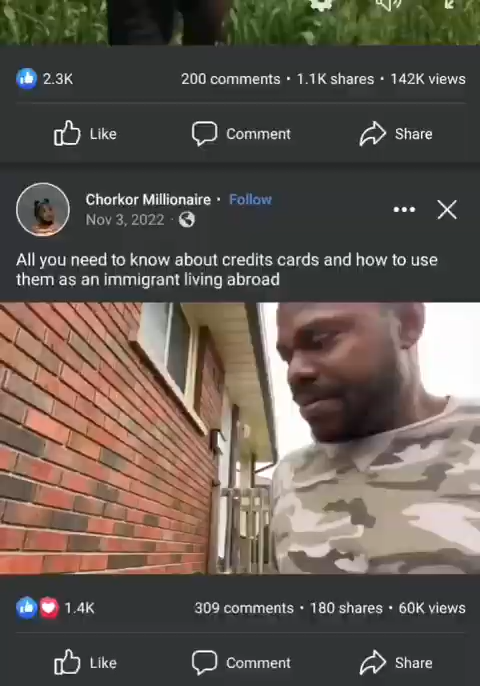 2.3K 200 comments • 1.1K shares • 142K views
Like Comment Share
Chorkor Millionaire • Follow
Nov 3, 2022 ·
All you need to know about credits cards and how to use
them as an immigrant living abroad
1.4K 309 comments • 180 shares • 60K views
Like Comment Share